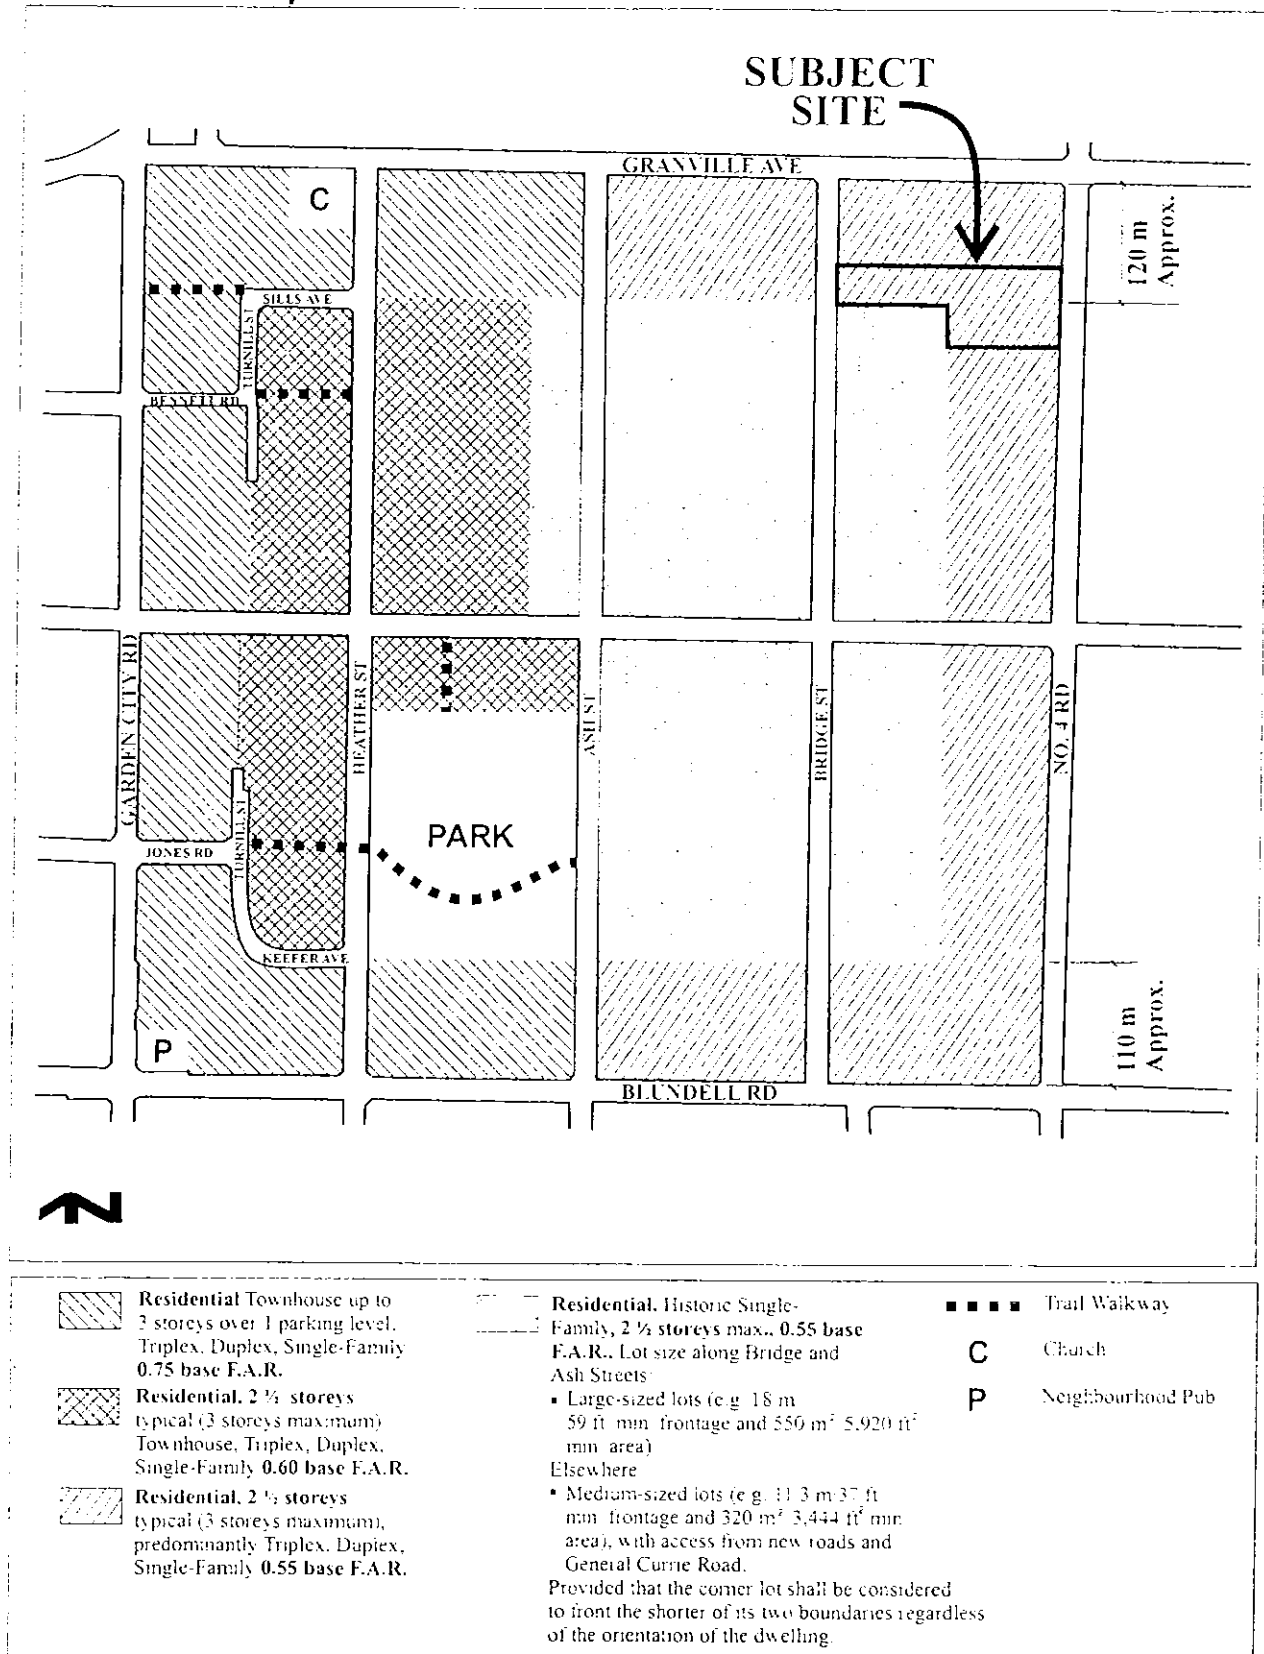 SUBJECT
SITE
GRANVILLE AVE
C
120 m
Approx.
SILLS AVE
TURNILL ST
BENNETT RD
GARDEN CITY RD
HEATHER ST
ASH ST
BRIDGE ST
NO. 4 RD
PARK
JONES RD
TURNILL ST
KEEFER AVE
P
110 m
Approx.
BLUNDELL RD
N
Residential Townhouse up to
3 storeys over 1 parking level,
Triplex, Duplex, Single-Family
0.75 base F.A.R.
Residential, 2 ½ storeys
typical (3 storeys maximum)
Townhouse, Triplex, Duplex,
Single-Family 0.60 base F.A.R.
Residential, 2 ½ storeys
typical (3 storeys maximum),
predominantly Triplex, Duplex,
Single-Family 0.55 base F.A.R.
Residential, Historic Single-
Family, 2 ½ storeys max., 0.55 base
F.A.R., Lot size along Bridge and
Ash Streets
▪ Large-sized lots (e.g. 18 m
59 ft min frontage and 550 m² 5,920 ft²
min area)
Elsewhere
▪ Medium-sized lots (e.g. 11.3 m 37 ft
min frontage and 320 m² 3,444 ft² min
area), with access from new roads and
General Currie Road.
Provided that the corner lot shall be considered
to front the shorter of its two boundaries regardless
of the orientation of the dwelling.
Trail Walkway
C Church
P Neighbourhood Pub